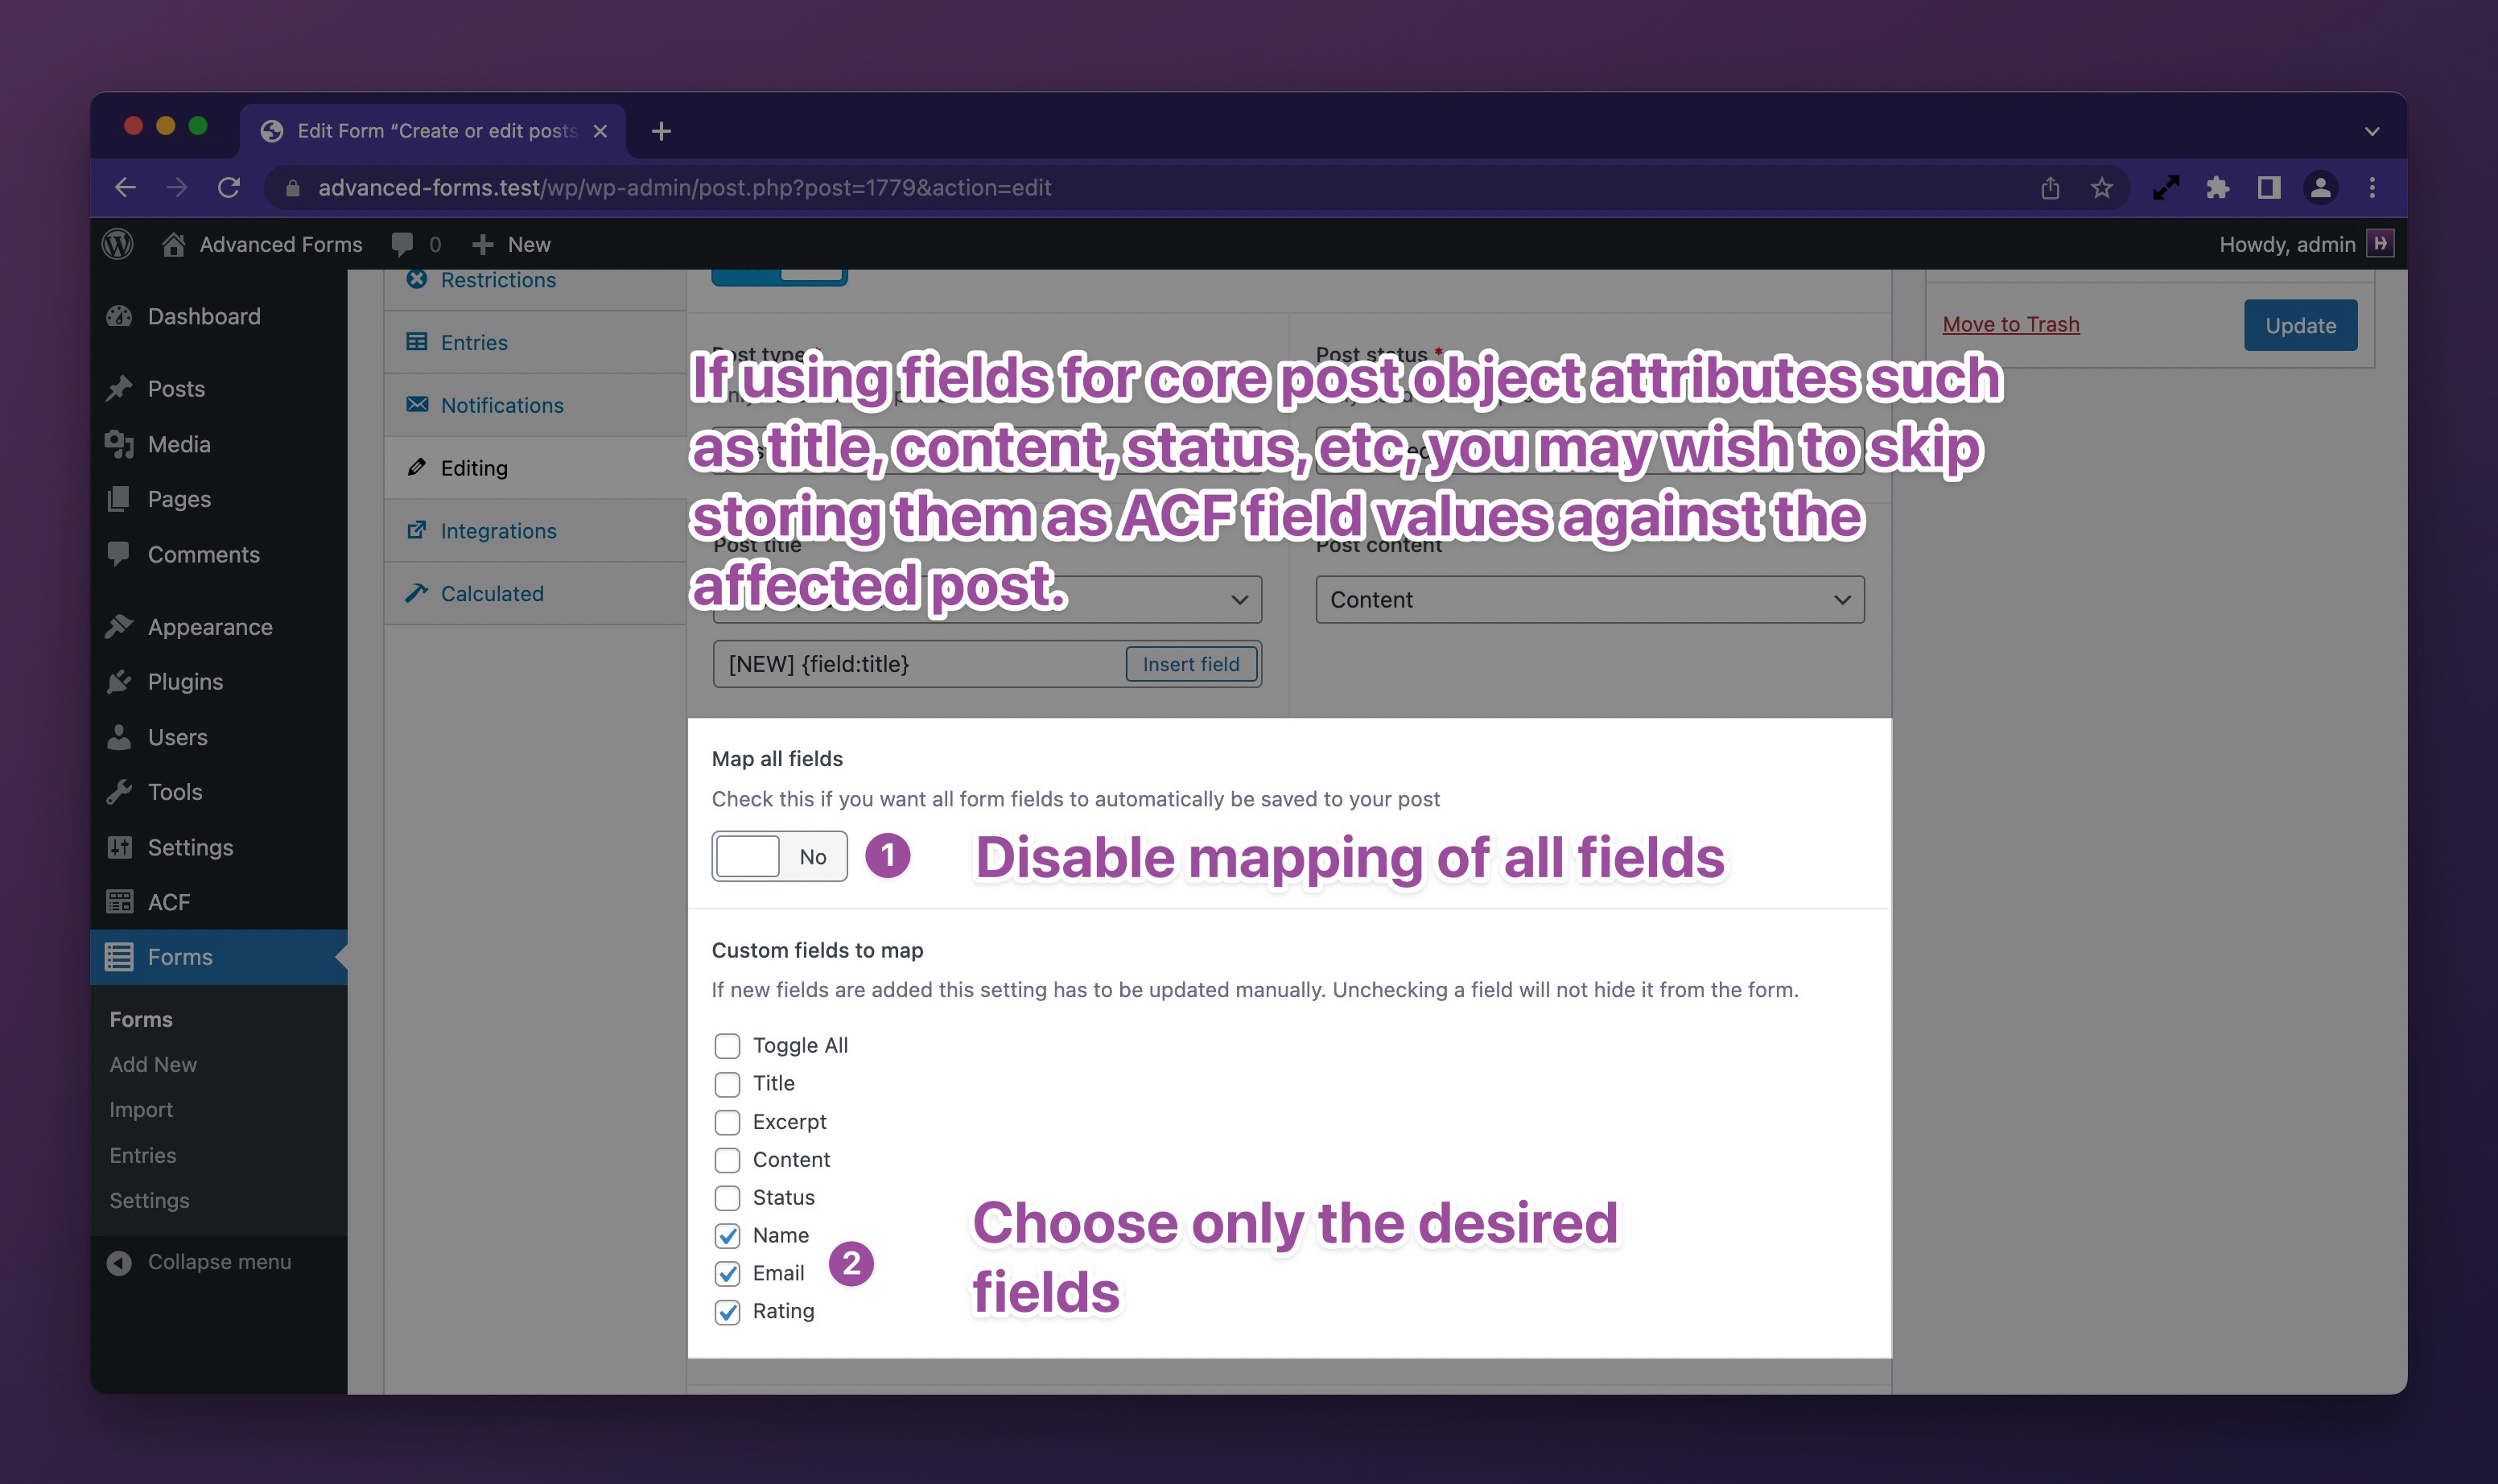 Edit Form “Create or edit posts
advanced-forms.test/wp/wp-admin/post.php?post=1779&action=edit
Advanced Forms
0
New
Howdy, admin
Dashboard
Posts
Media
Pages
Comments
Appearance
Plugins
Users
Tools
Settings
ACF
Forms
Forms
Add New
Import
Entries
Settings
Collapse menu
Restrictions
Entries
Notifications
Editing
Integrations
Calculated
Move to Trash
Update
Post type
Post status *
If using fields for core post object attributes such
as title, content, status, etc, you may wish to skip
storing them as ACF field values against the
affected post.
Post title
Post content
Content
[NEW] {field:title}
Insert field
Map all fields
Check this if you want all form fields to automatically be saved to your post
No
1
Disable mapping of all fields
Custom fields to map
If new fields are added this setting has to be updated manually. Unchecking a field will not hide it from the form.
Toggle All
Title
Excerpt
Content
Status
Name
Email
Rating
2
Choose only the desired
fields